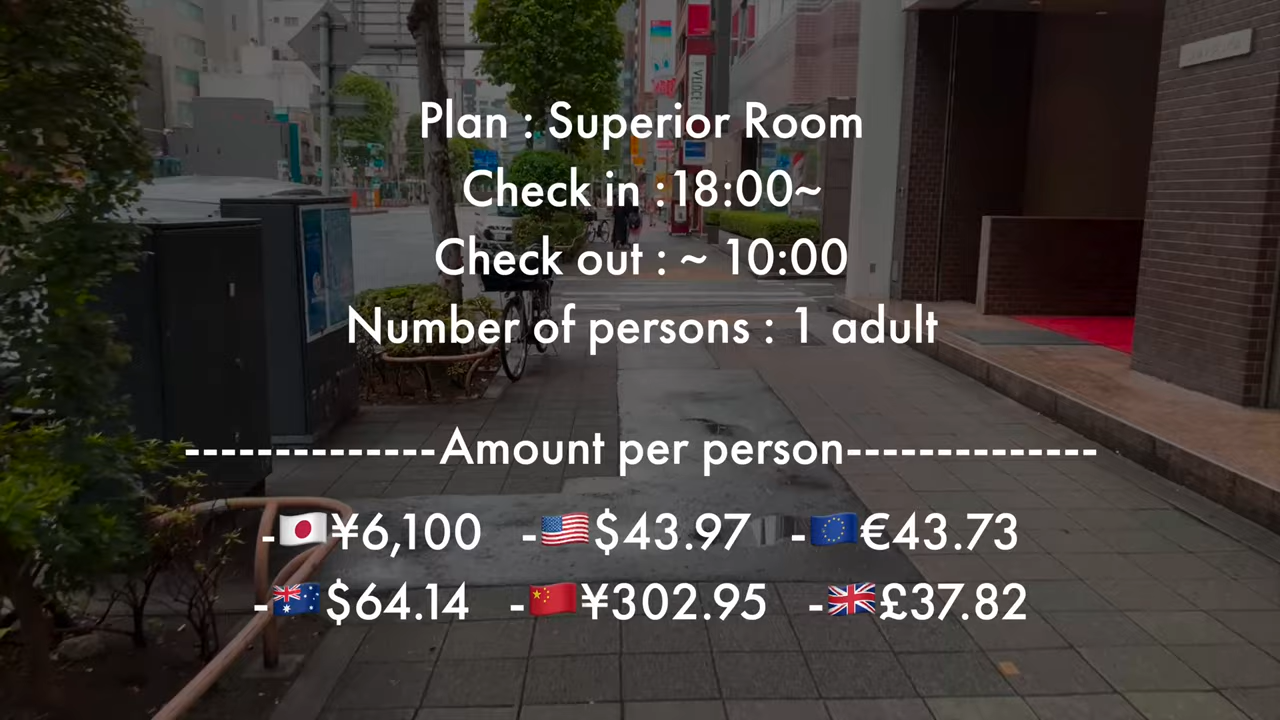 Plan : Superior Room
Check in :18:00~
Check out : ~ 10:00
Number of persons : 1 adult
--------------Amount per person--------------
-🇯🇵¥6,100 -🇺🇸$43.97 -🇪🇺€43.73
-🇦🇺$64.14 -🇨🇳¥302.95 -🇬🇧£37.82
VELOCE